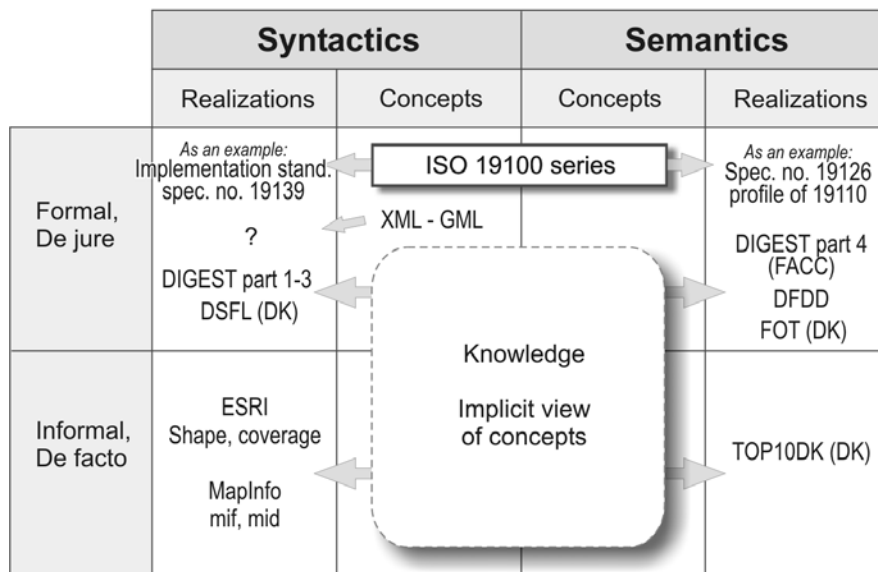 Syntactics
Semantics
Realizations
Concepts
Concepts
Realizations
Formal,
De jure
As an example:
Implementation stand.
spec. no. 19139
?
DIGEST part 1-3
DSFL (DK)
ISO 19100 series
XML - GML
As an example:
Spec. no. 19126
profile of 19110
DIGEST part 4
(FACC)
DFDD
FOT (DK)
Knowledge
Implicit view
of concepts
Informal,
De facto
ESRI
Shape, coverage
MapInfo
mif, mid
TOP10DK (DK)